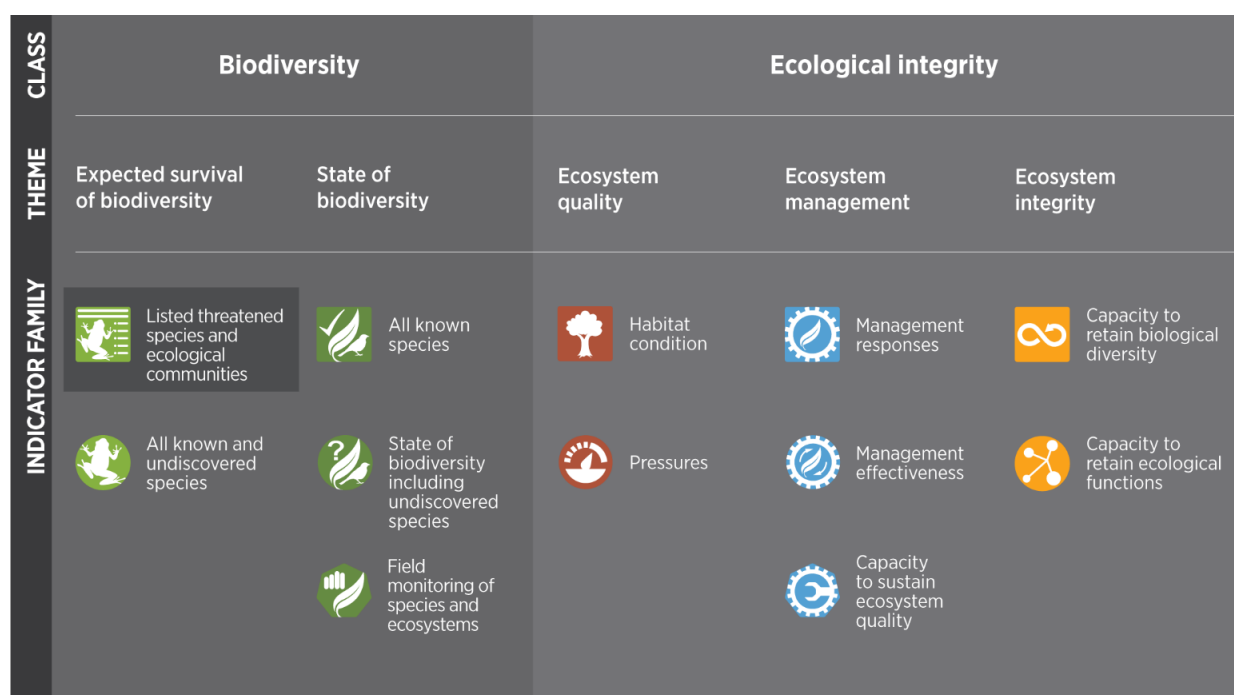 CLASS
Biodiversity
Ecological integrity
THEME
Expected survival
of biodiversity
State of
biodiversity
Ecosystem
quality
Ecosystem
management
Ecosystem
integrity
INDICATOR FAMILY
Listed threatened
species and
ecological
communities
All known
species
Habitat
condition
Management
responses
Capacity to
retain biological
diversity
All known and
undiscovered
species
?
State of
biodiversity
including
undiscovered
species
Pressures
Management
effectiveness
Capacity to
retain ecological
functions
Field
monitoring of
species and
ecosystems
Capacity
to sustain
ecosystem
quality